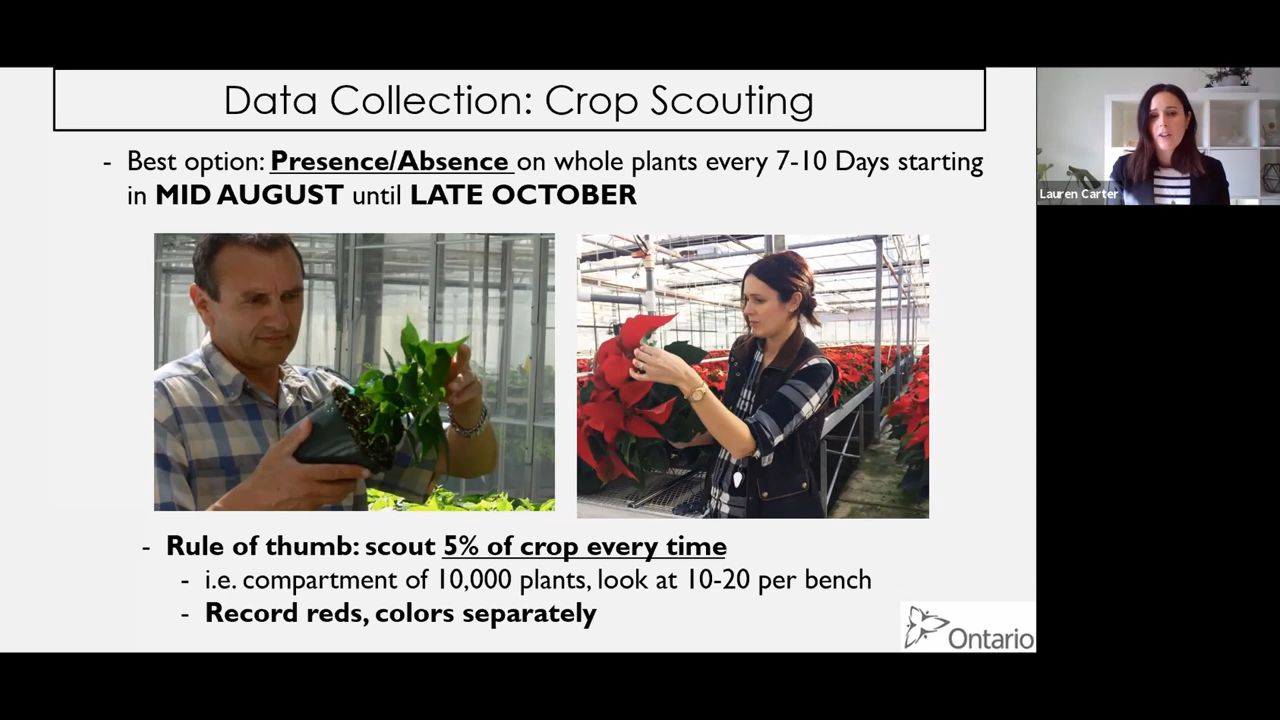 Data Collection: Crop Scouting
- Best option: Presence/Absence on whole plants every 7-10 Days starting
in MID AUGUST until LATE OCTOBER
Lauren Carter
- Rule of thumb: scout 5% of crop every time
- i.e. compartment of 10,000 plants, look at 10-20 per bench
- Record reds, colors separately
Ontario